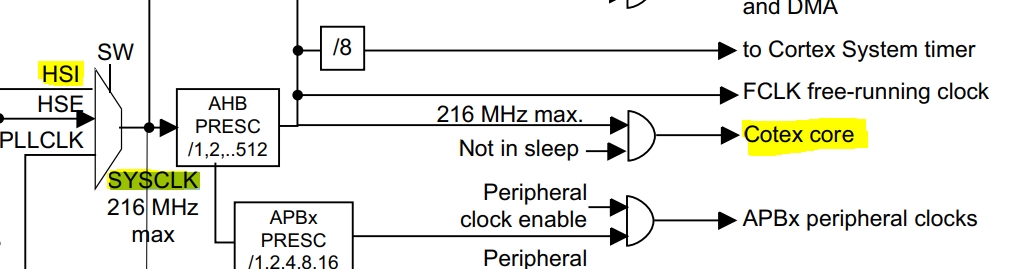 and DMA
/8
to Cortex System timer
SW
HSI
HSE
PLLCLK
AHB
PRESC
/1,2,..512
FCLK free-running clock
216 MHz max.
Not in sleep
Cotex core
SYSCLK
216 MHz
max
APBx
PRESC
/1,2,4,8,16
Peripheral
clock enable
APBx peripheral clocks
Peripheral